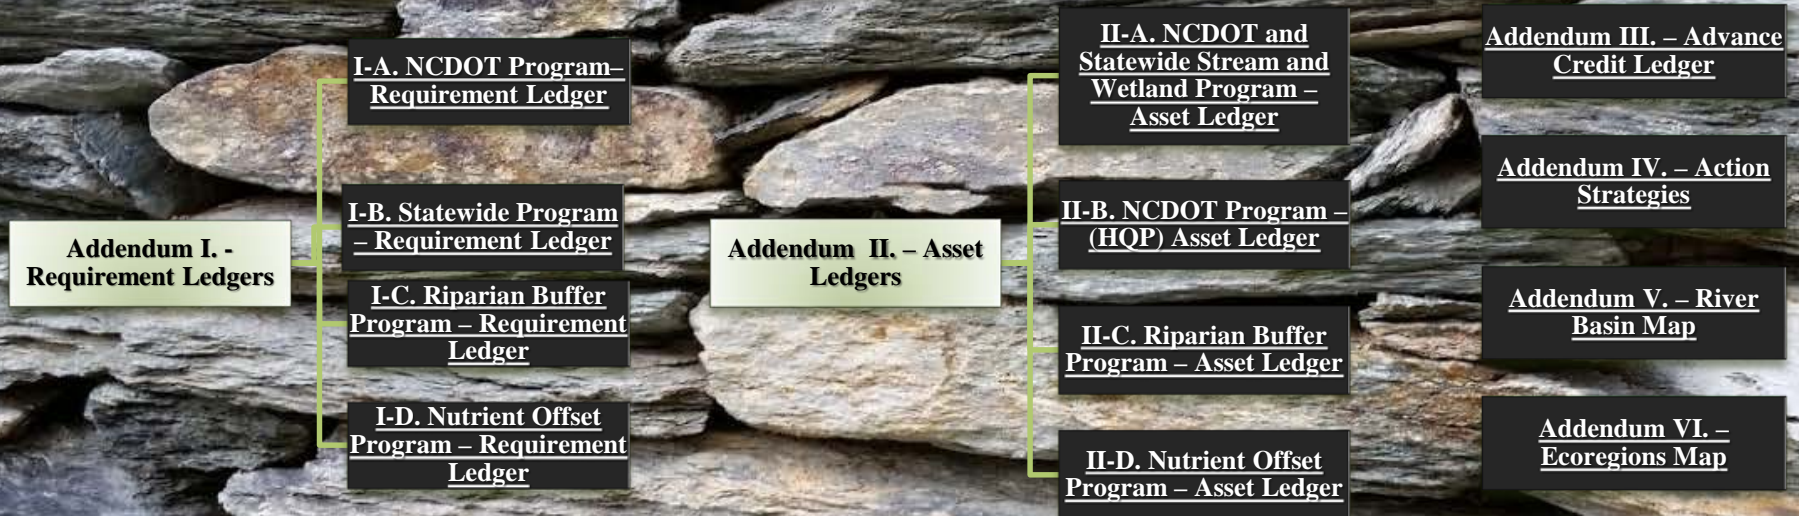 Addendum I. -
Requirement Ledgers
I-A. NCDOT Program–
Requirement Ledger
I-B. Statewide Program
– Requirement Ledger
I-C. Riparian Buffer
Program – Requirement
Ledger
I-D. Nutrient Offset
Program – Requirement
Ledger
Addendum II. – Asset
Ledgers
II-A. NCDOT and
Statewide Stream and
Wetland Program –
Asset Ledger
II-B. NCDOT Program –
(HQP) Asset Ledger
II-C. Riparian Buffer
Program – Asset Ledger
II-D. Nutrient Offset
Program – Asset Ledger
Addendum III. – Advance
Credit Ledger
Addendum IV. – Action
Strategies
Addendum V. – River
Basin Map
Addendum VI. –
Ecoregions Map